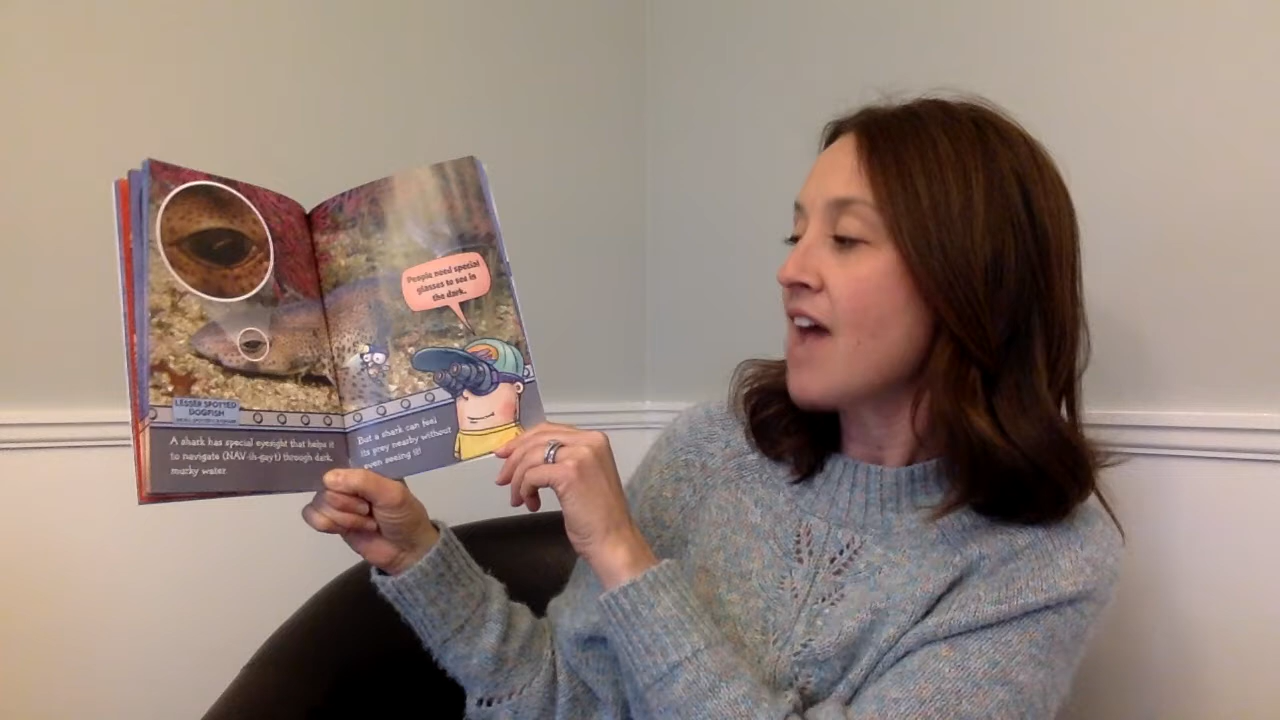 LESSER SPOTTED
DOGFISH
A shark has special eyesight that helps it
to navigate (NAV-ih-gayt) through dark,
murky water.
People need special
glasses to see in
the dark.
But a shark can feel
its prey nearby without
even seeing it!